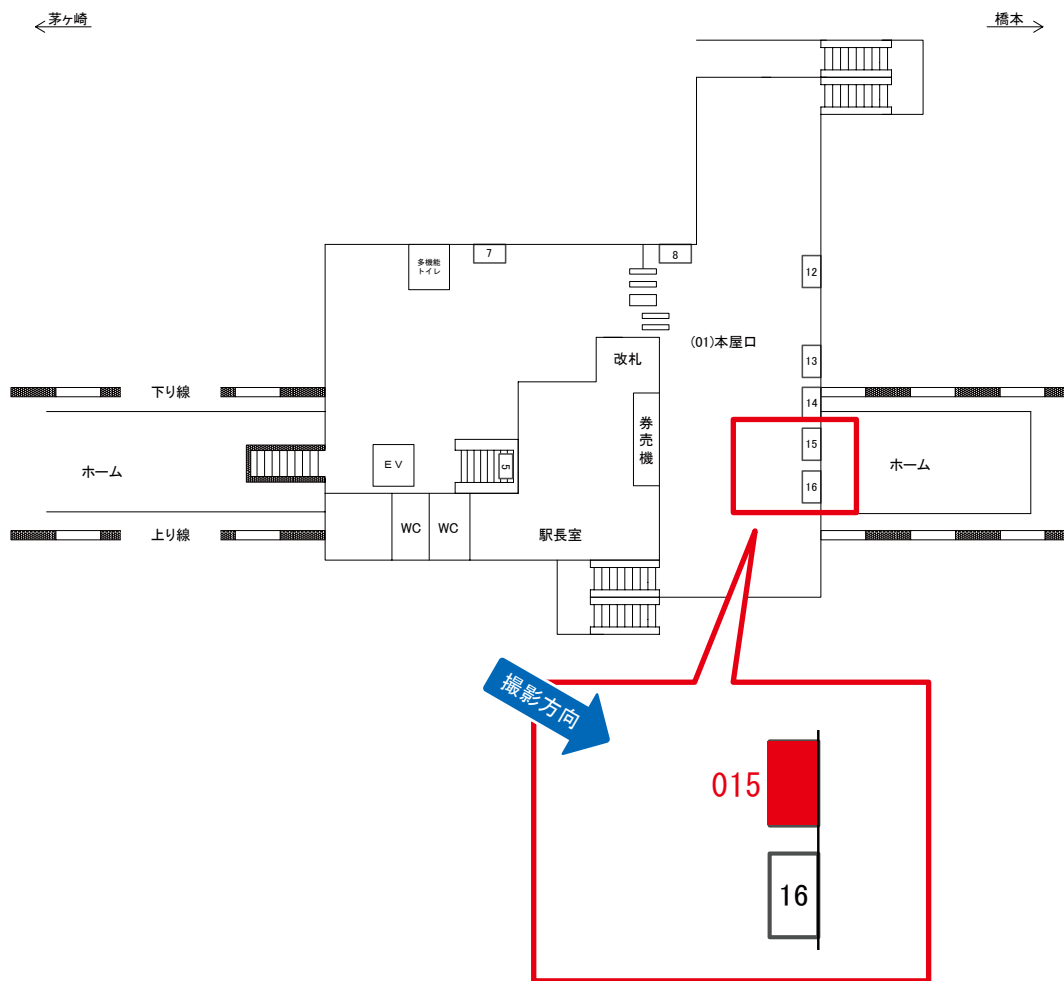 茅ヶ崎
橋本
多機能
トイレ
7
8
12
(01)本屋口
改札
13
下り線
14
券売機
15
EV
5
ホーム
ホーム
16
WC
WC
上り線
駅長室
撮影方向
015
16